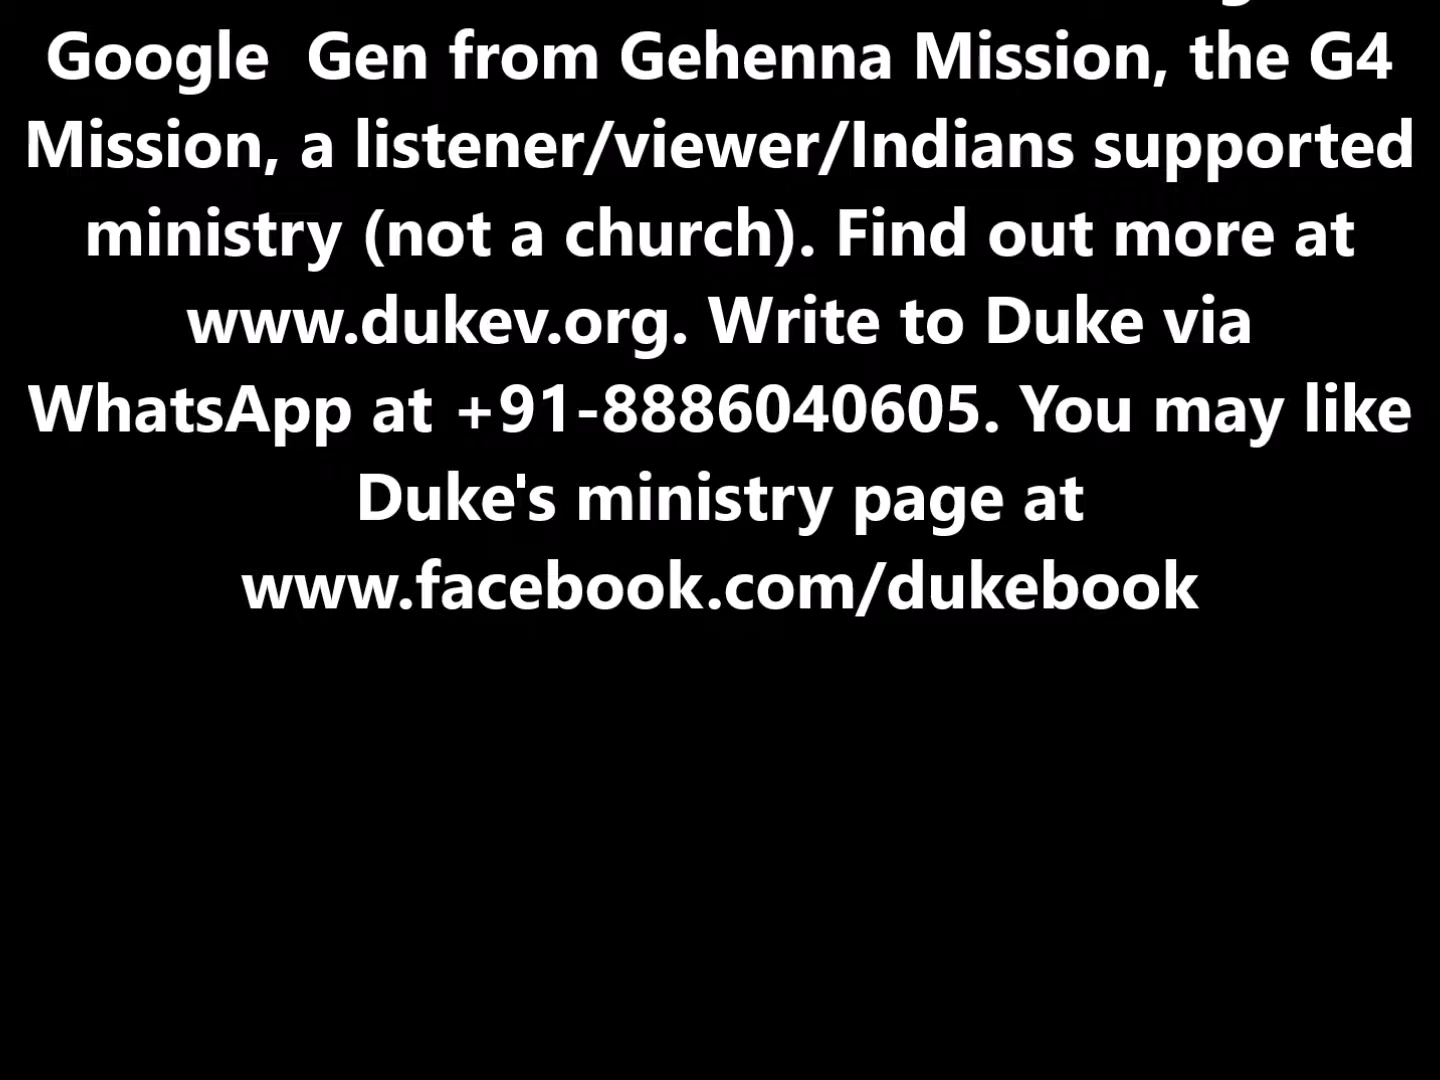 Google  Gen from Gehenna Mission, the G4
Mission, a listener/viewer/Indians supported
ministry (not a church). Find out more at
www.dukev.org. Write to Duke via
WhatsApp at +91-8886040605. You may like
Duke's ministry page at
www.facebook.com/dukebook